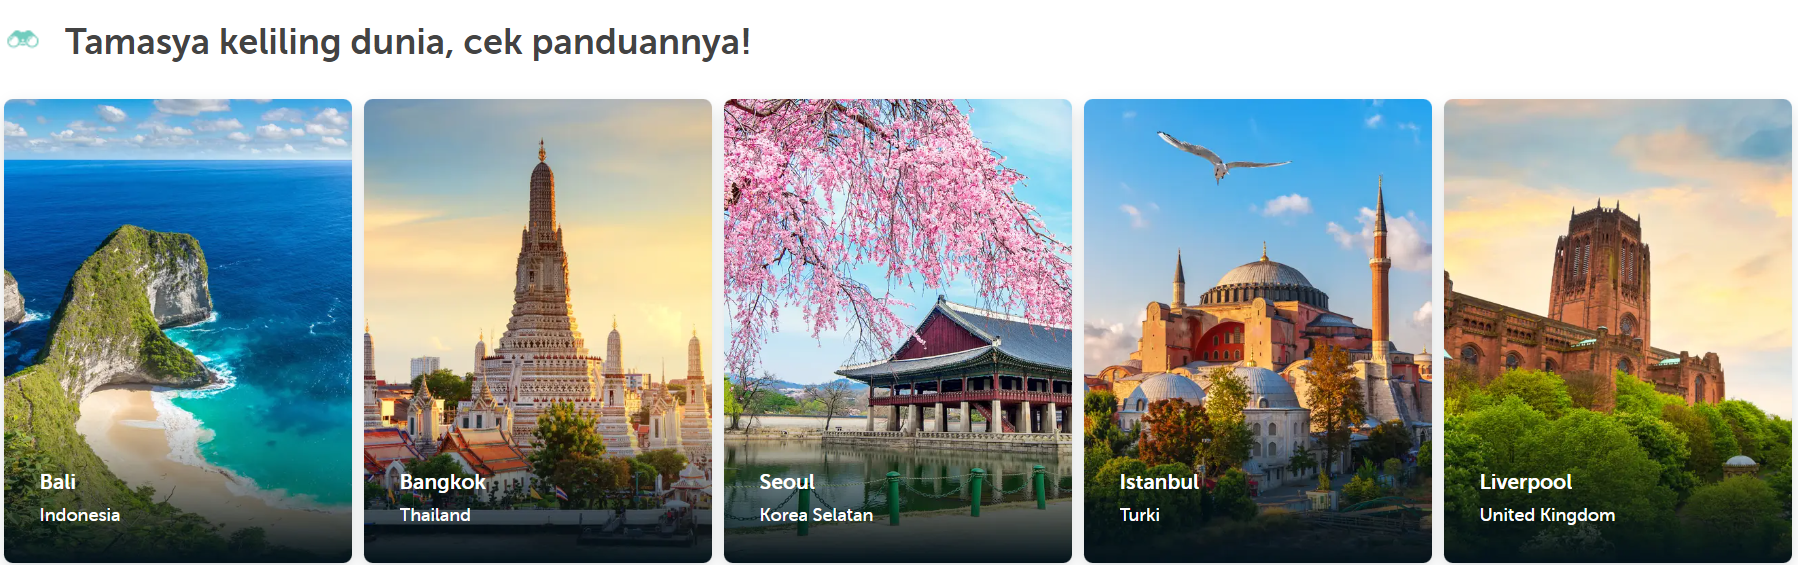 Tamasya keliling dunia, cek panduannya!
Bali
Indonesia
Bangkok
Thailand
Seoul
Korea Selatan
Istanbul
Turki
Liverpool
United Kingdom